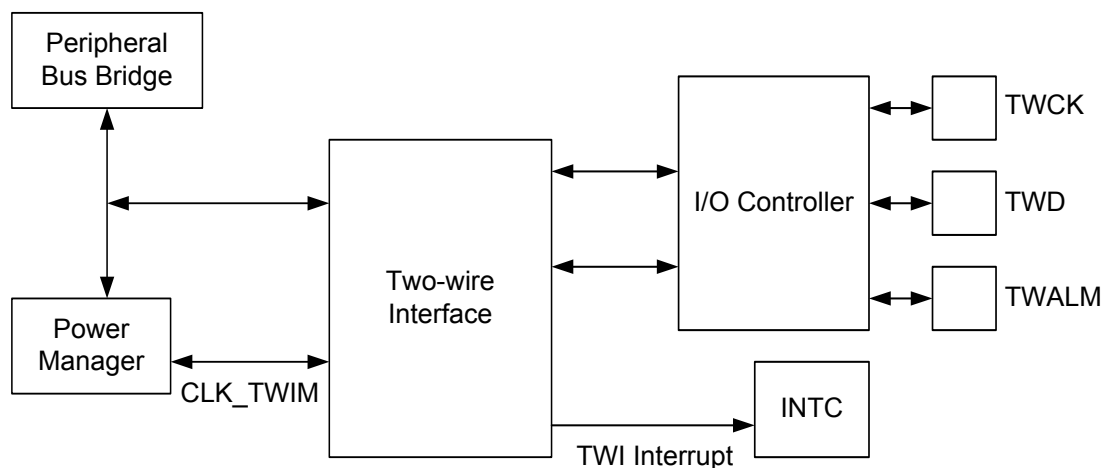 Peripheral
Bus Bridge
TWCK
I/O Controller
TWD
Two-wire
Interface
TWALM
Power
Manager
CLK_TWIM
INTC
TWI Interrupt